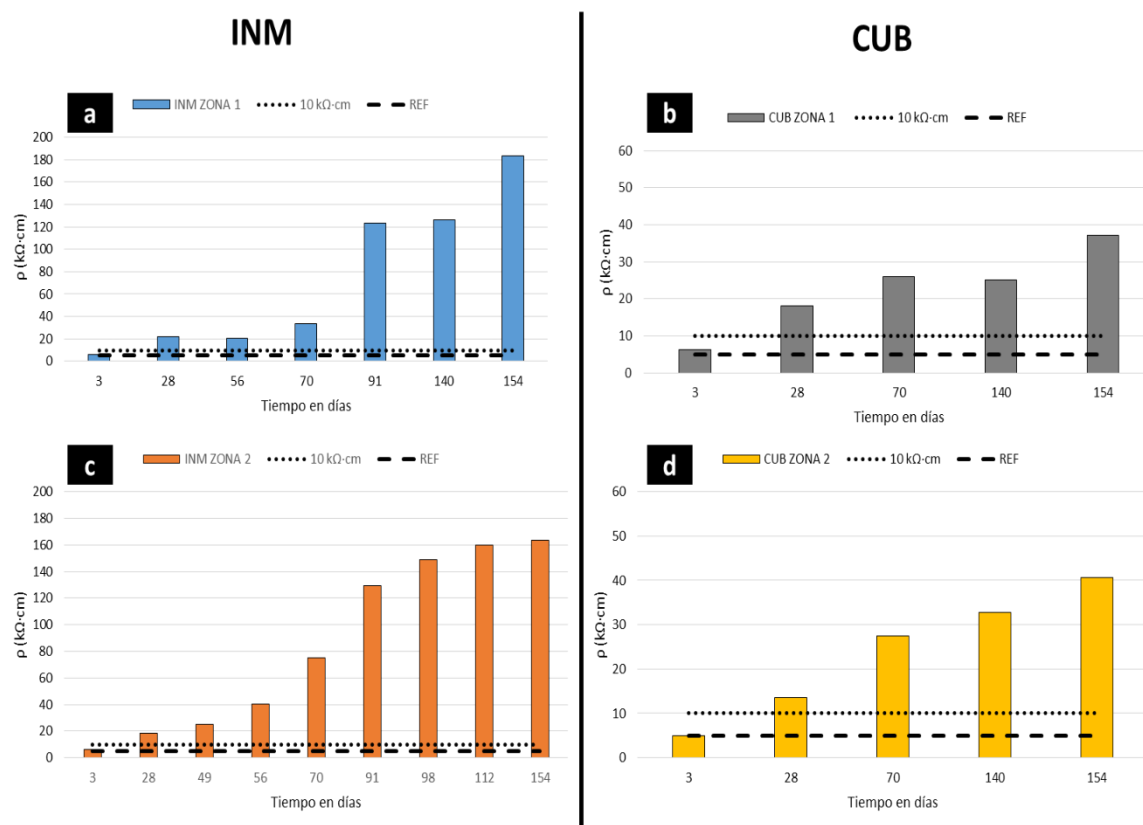 INM
CUB
a
INM ZONA 1
10 kΩ·cm
REF
200
180
160
140
120
100
80
60
40
20
0
ρ (kΩ·cm)
3 28 56 70 91 140 154
Tiempo en días
b
CUB ZONA 1
10 kΩ·cm
REF
60
50
40
30
20
10
0
ρ (kΩ·cm)
3 28 70 140 154
Tiempo en días
c
INM ZONA 2
10 kΩ·cm
REF
200
180
160
140
120
100
80
60
40
20
0
ρ (kΩ·cm)
3 28 49 56 70 91 98 112 154
Tiempo en días
d
CUB ZONA 2
10 kΩ·cm
REF
60
50
40
30
20
10
0
ρ (kΩ·cm)
3 28 70 140 154
Tiempo en días